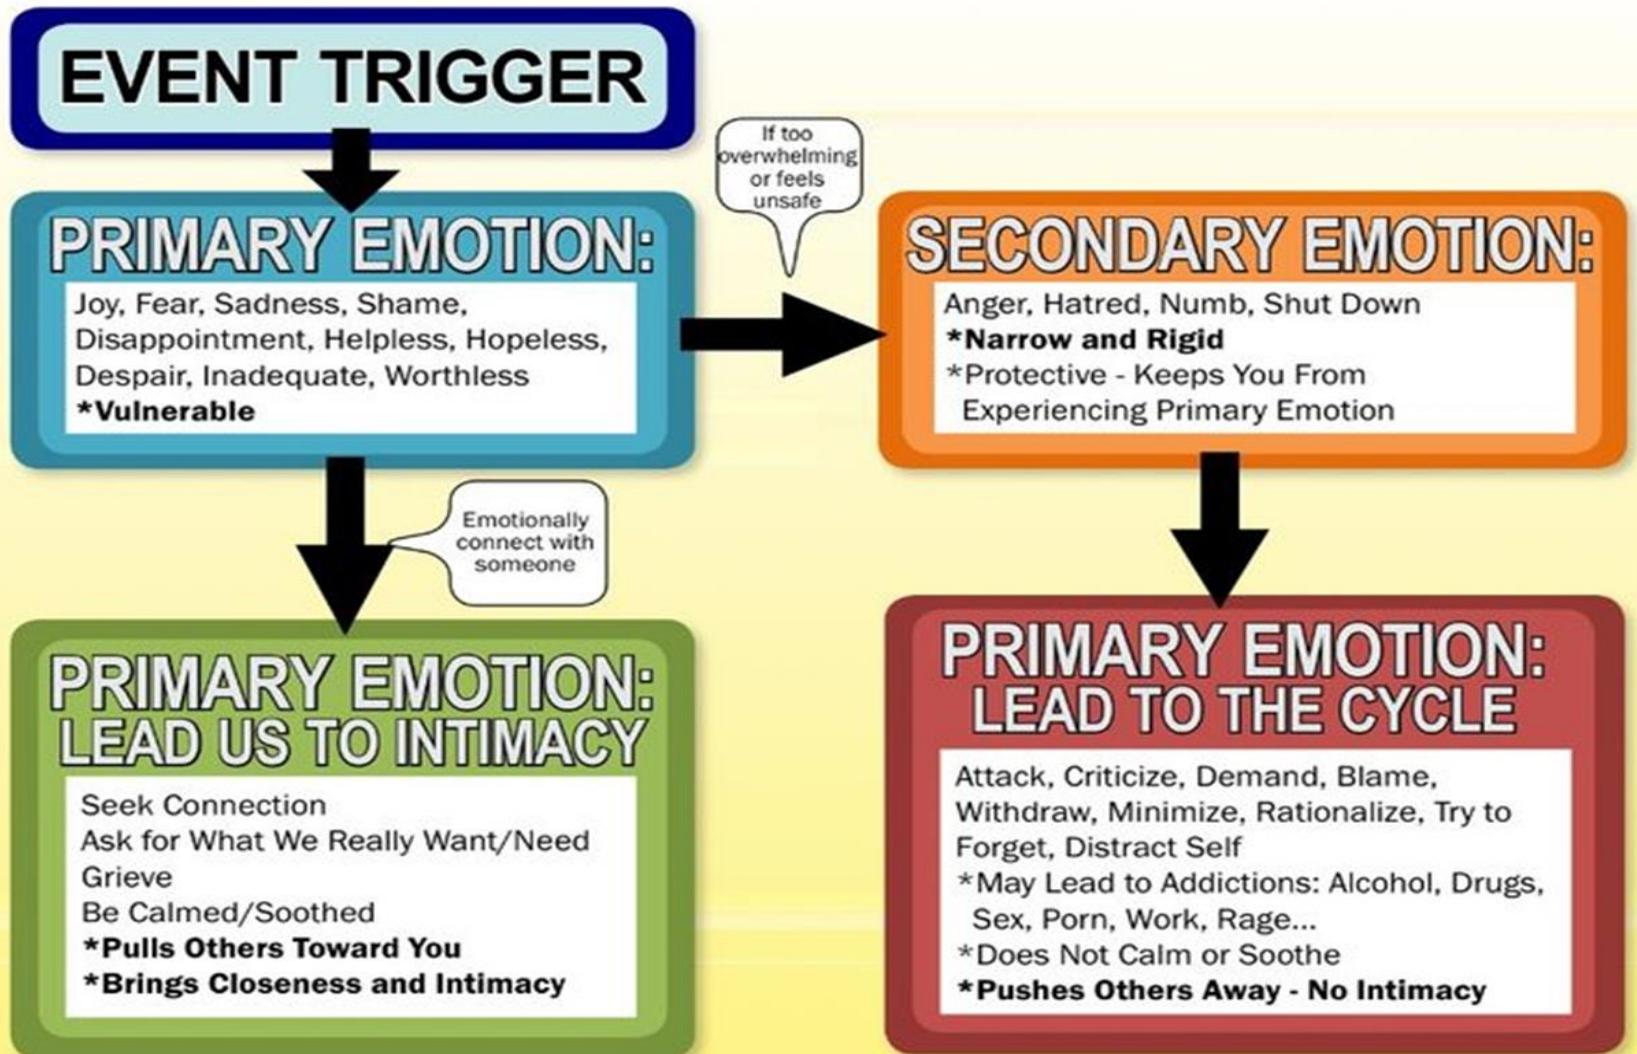 EVENT TRIGGER
If too
overwhelming
or feels
unsafe
PRIMARY EMOTION:
Joy, Fear, Sadness, Shame,
Disappointment, Helpless, Hopeless,
Despair, Inadequate, Worthless
*Vulnerable
SECONDARY EMOTION:
Anger, Hatred, Numb, Shut Down
*Narrow and Rigid
*Protective - Keeps You From
Experiencing Primary Emotion
Emotionally
connect with
someone
PRIMARY EMOTION:
LEAD US TO INTIMACY
Seek Connection
Ask for What We Really Want/Need
Grieve
Be Calmed/Soothed
*Pulls Others Toward You
*Brings Closeness and Intimacy
PRIMARY EMOTION:
LEAD TO THE CYCLE
Attack, Criticize, Demand, Blame,
Withdraw, Minimize, Rationalize, Try to
Forget, Distract Self
*May Lead to Addictions: Alcohol, Drugs,
Sex, Porn, Work, Rage...
*Does Not Calm or Soothe
*Pushes Others Away - No Intimacy